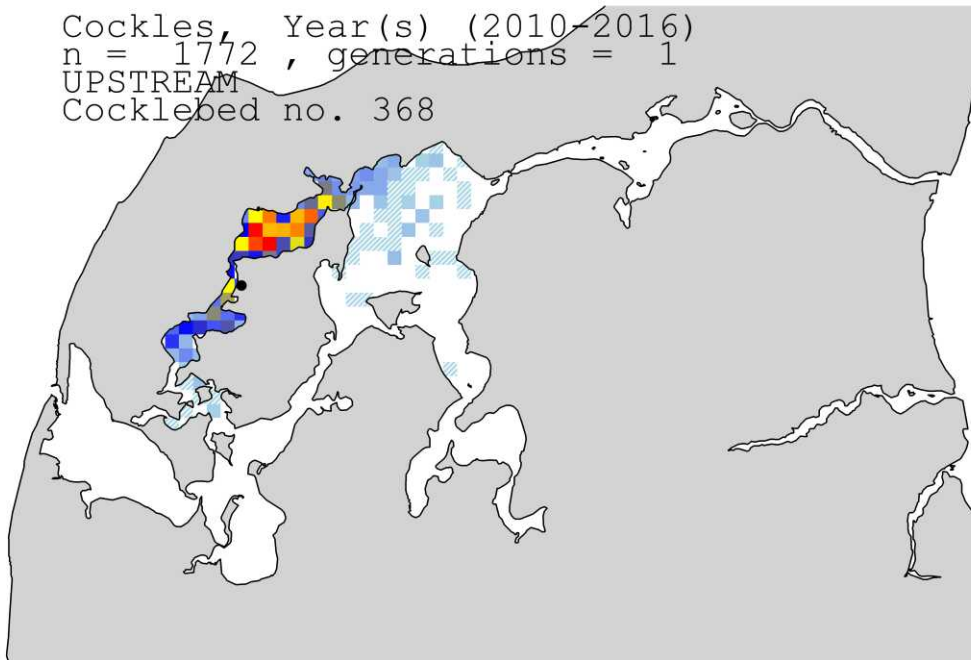 Cockles, Year(s) (2010-2016)
n = 1772 , generations = 1
UPSTREAM
Cocklebed no. 368